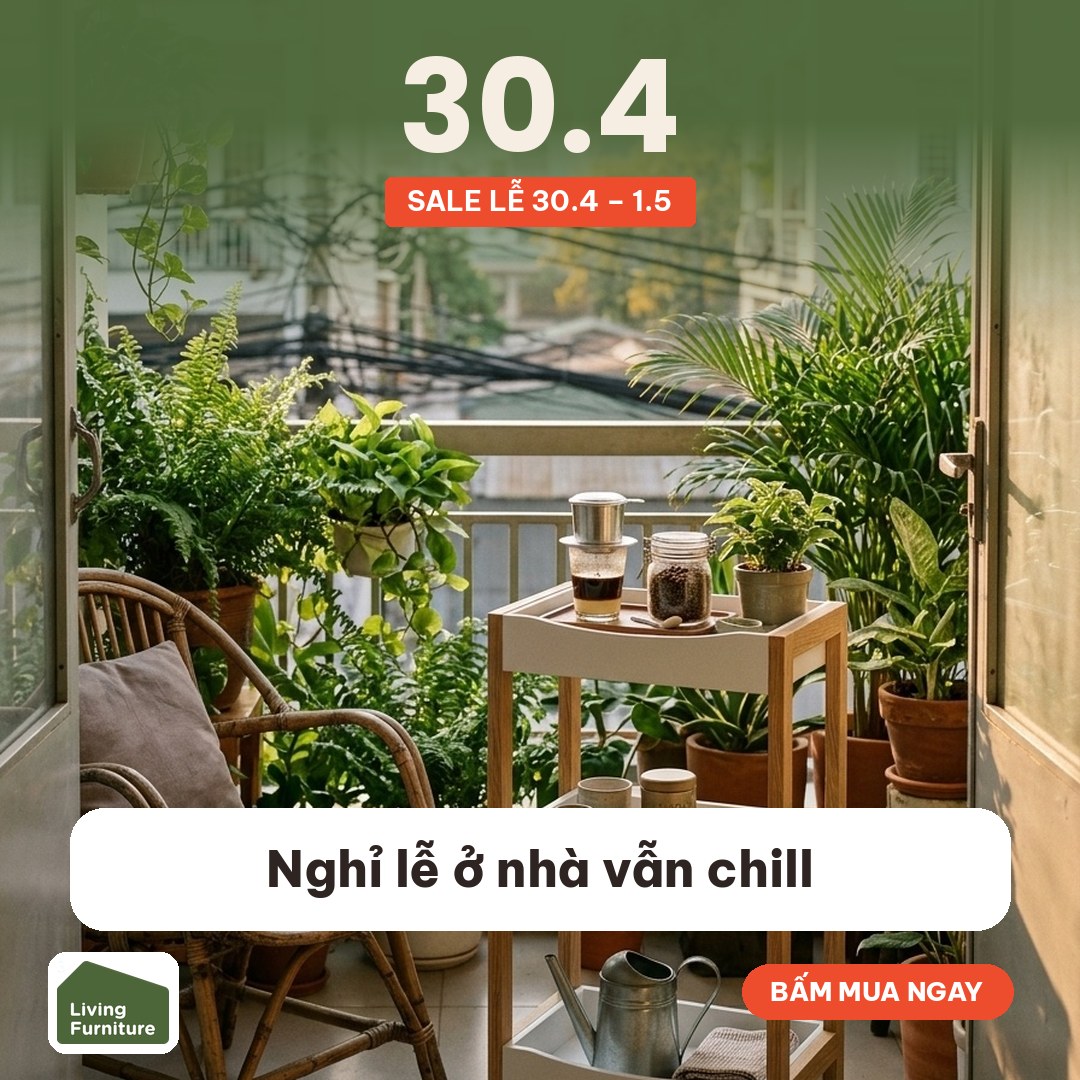 30.4
SALE LỄ 30.4 – 1.5
Nghỉ lễ ở nhà vẫn chill
Living
Furniture
BẤM MUA NGAY